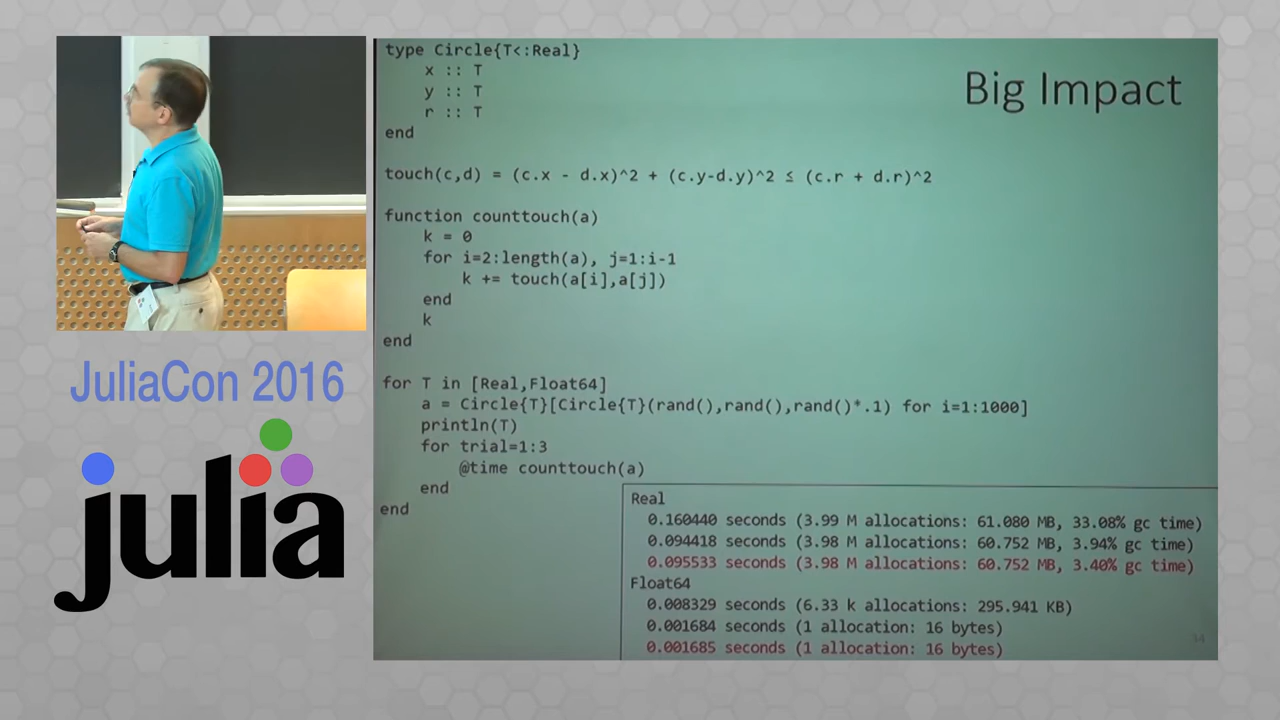 type Circle{T<:Real}
x :: T
y :: T
r :: T
end
Big Impact
touch(c,d) = (c.x - d.x)^2 + (c.y-d.y)^2 ≤ (c.r + d.r)^2
function counttouch(a)
k = 0
for i=2:length(a), j=1:i-1
k += touch(a[i],a[j])
end
k
end
for T in [Real,Float64]
a = Circle{T}[Circle{T}(rand(),rand(),rand()*.1) for i=1:1000]
println(T)
for trial=1:3
@time counttouch(a)
end
end
Real
0.160440 seconds (3.99 M allocations: 61.080 MB, 33.08% gc time)
0.094418 seconds (3.98 M allocations: 60.752 MB, 3.94% gc time)
0.095533 seconds (3.98 M allocations: 60.752 MB, 3.40% gc time)
Float64
0.008329 seconds (6.33 k allocations: 295.941 KB)
0.001684 seconds (1 allocation: 16 bytes)
0.001685 seconds (1 allocation: 16 bytes)
34
JuliaCon 2016
julia